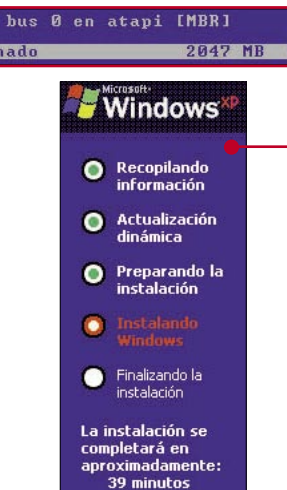 bus 0 en atapi [MBR]
nado 2047 MB
Microsoft
Windows xp
Recopilando
información
Actualización
dinámica
Preparando la
instalación
Instalando
Windows
Finalizando la
instalación
La instalación se
completará en
aproximadamente:
39 minutos